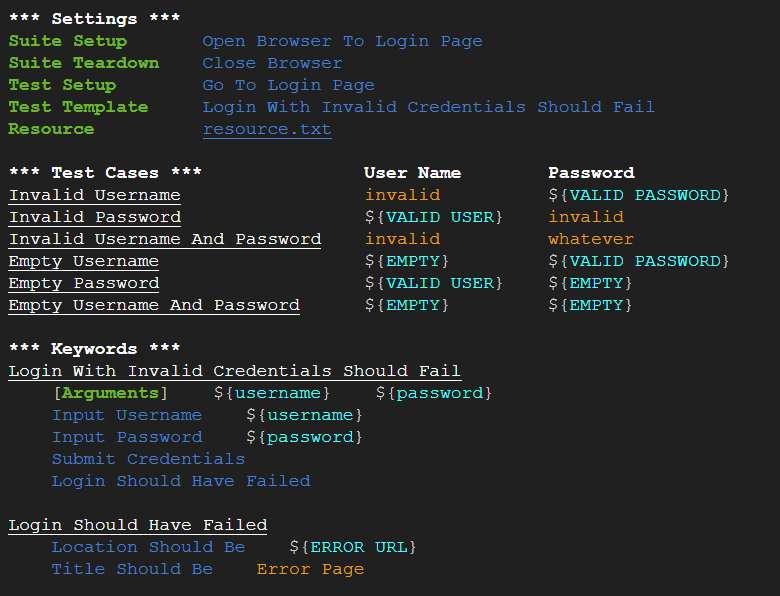 *** Settings ***
Suite Setup       Open Browser To Login Page
Suite Teardown    Close Browser
Test Setup        Go To Login Page
Test Template     Login With Invalid Credentials Should Fail
Resource          resource.txt

*** Test Cases ***               User Name        Password
Invalid Username                 invalid          ${VALID PASSWORD}
Invalid Password                 ${VALID USER}    invalid
Invalid Username And Password    invalid          whatever
Empty Username                   ${EMPTY}         ${VALID PASSWORD}
Empty Password                   ${VALID USER}    ${EMPTY}
Empty Username And Password      ${EMPTY}         ${EMPTY}

*** Keywords ***
Login With Invalid Credentials Should Fail
    [Arguments]    ${username}    ${password}
    Input Username    ${username}
    Input Password    ${password}
    Submit Credentials
    Login Should Have Failed

Login Should Have Failed
    Location Should Be    ${ERROR URL}
    Title Should Be    Error Page